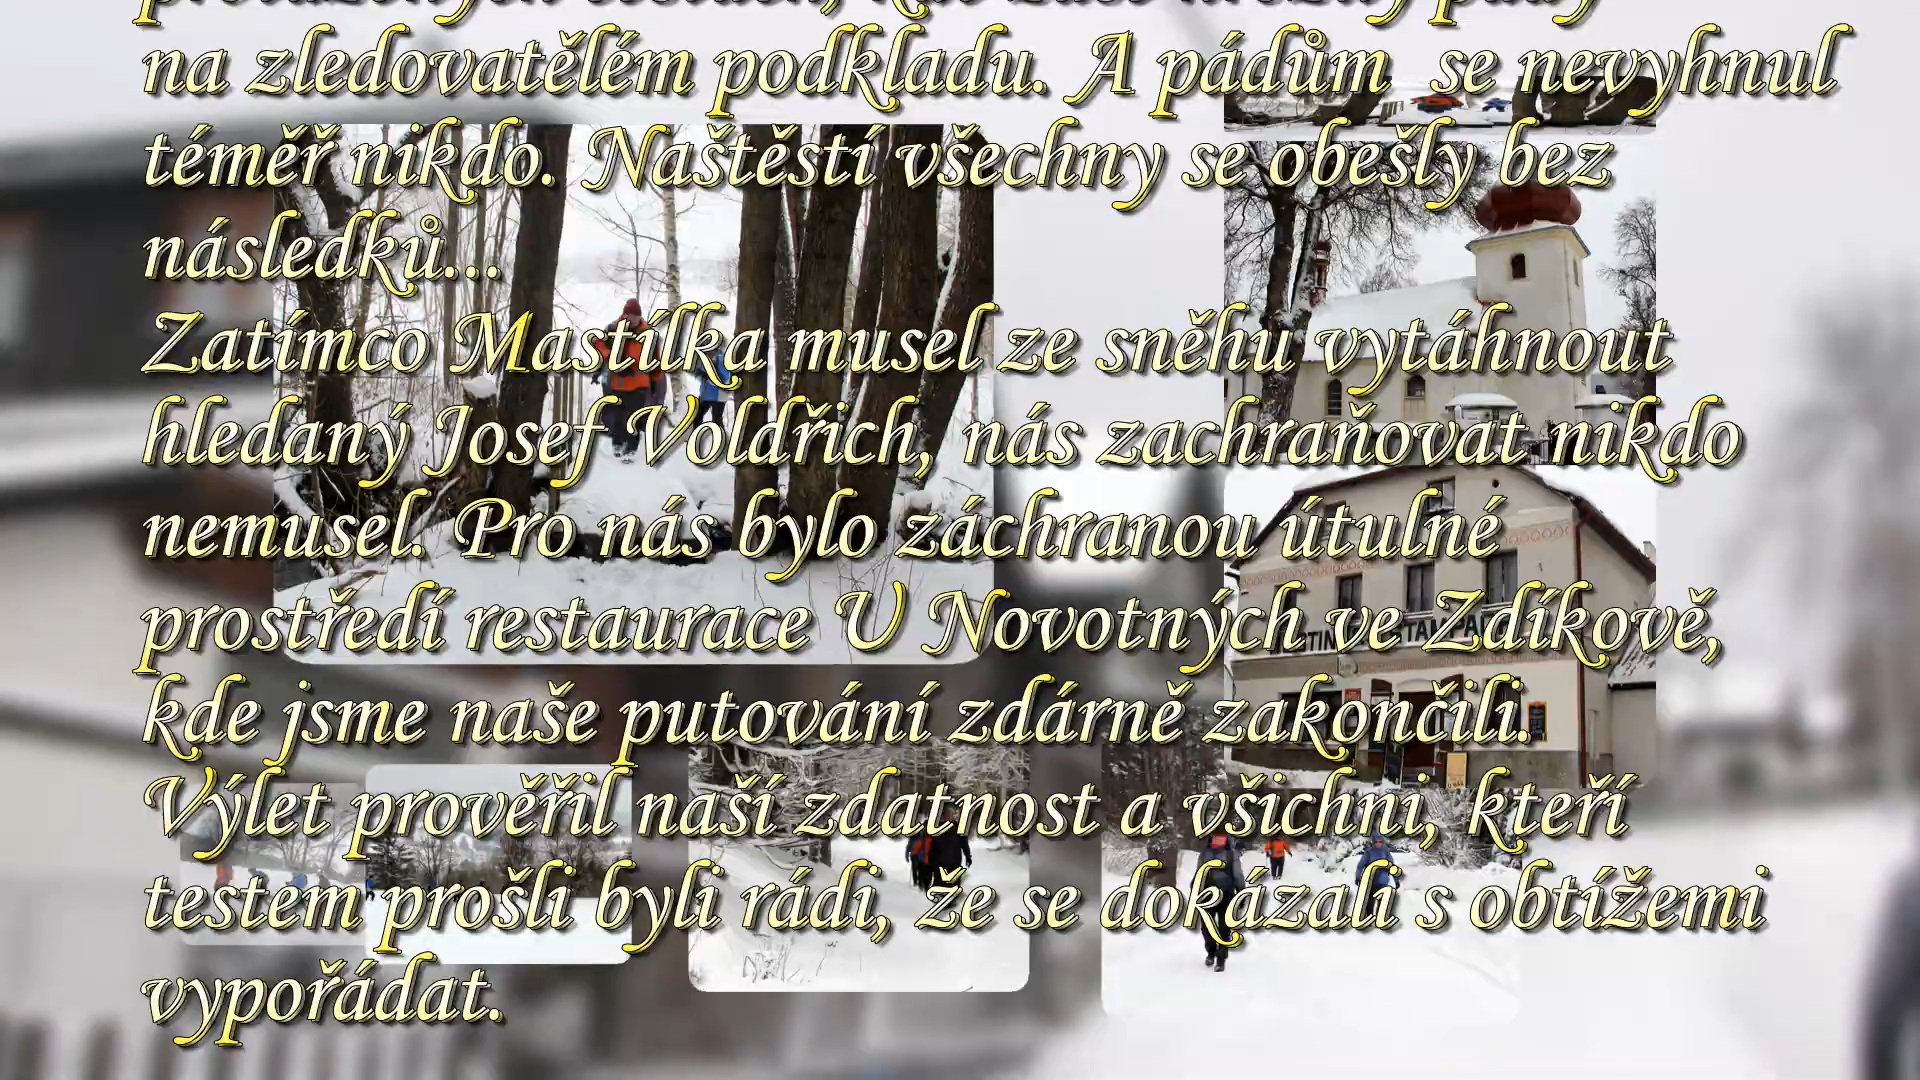 na zledovatělém podkladu. A pádům se nevyhnul
téměř nikdo. Naštěstí všechny se obešly bez
následků...
Zatímco Mastílka musel ze sněhu vytáhnout
hledaný Josef Voldřich, nás zachraňovat nikdo
nemusel. Pro nás bylo záchranou útulné
prostředí restaurace U Novotných ve Zdíkově,
kde jsme naše putování zdárně zakončili.
Výlet prověřil naší zdatnost a všichni, kteří
testem prošli byli rádi, že se dokázali s obtížemi
vypořádat.